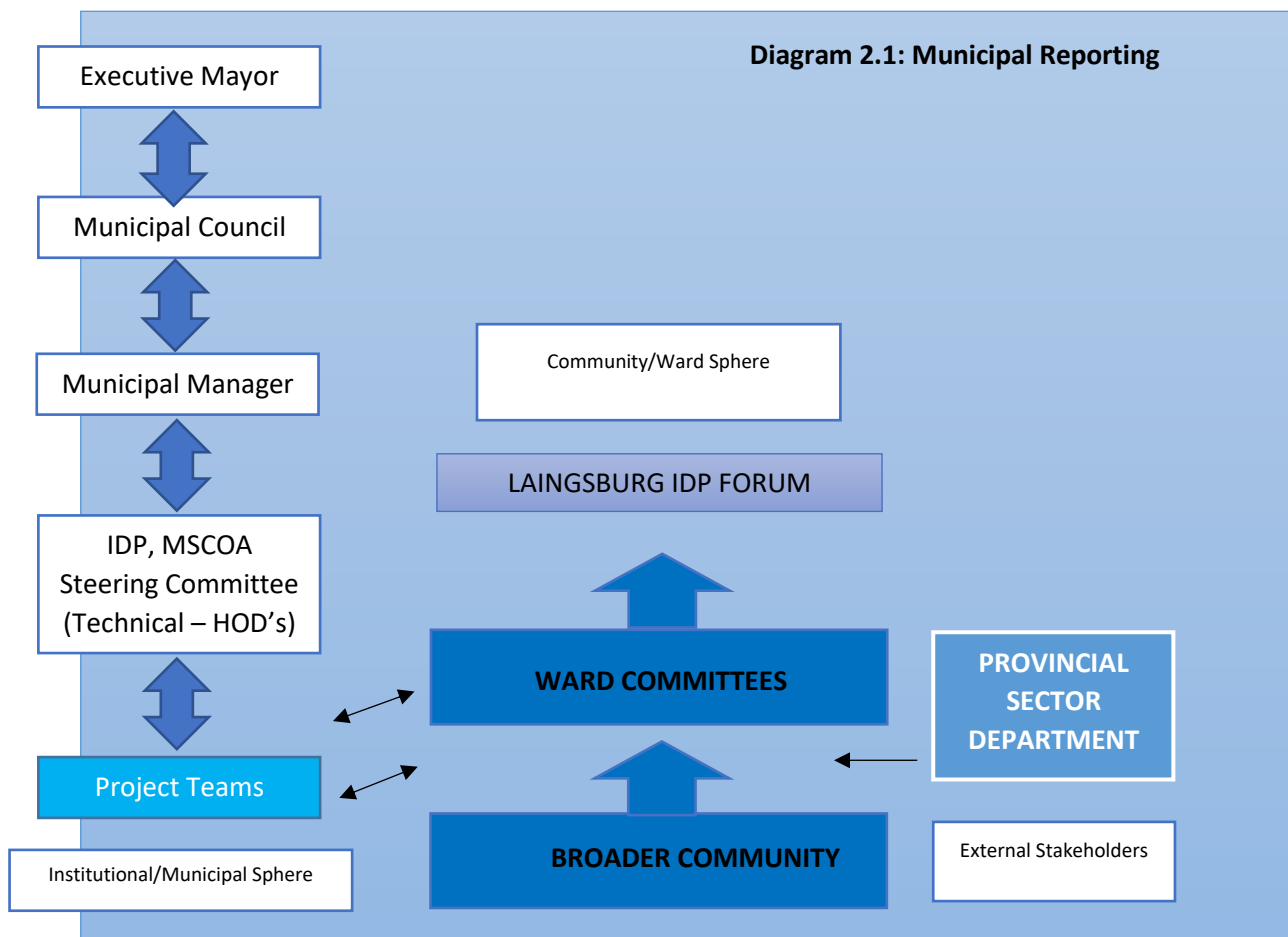 Diagram 2.1: Municipal Reporting
Executive Mayor
Municipal Council
Municipal Manager
IDP, MSCOA
Steering Committee
(Technical – HOD’s)
Project Teams
Institutional/Municipal Sphere
Community/Ward Sphere
LAINGSBURG IDP FORUM
WARD COMMITTEES
BROADER COMMUNITY
PROVINCIAL
SECTOR
DEPARTMENT
External Stakeholders